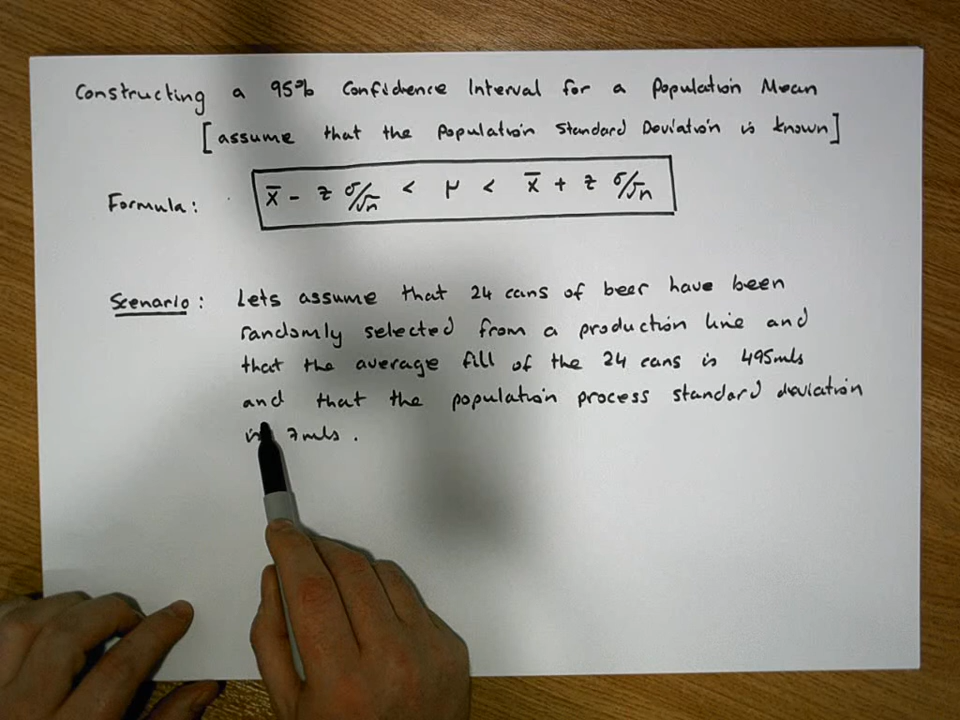 Constructing a 95% Confidence Interval for a Population Mean
[assume that the Population Standard Deviation is known]
Formula: x̄ - z σ/√n < μ < x̄ + z σ/√n
Scenario: Lets assume that 24 cans of beer have been
randomly selected from a production line and
that the average fill of the 24 cans is 495mls
and that the population process standard deviation
is 7mls.